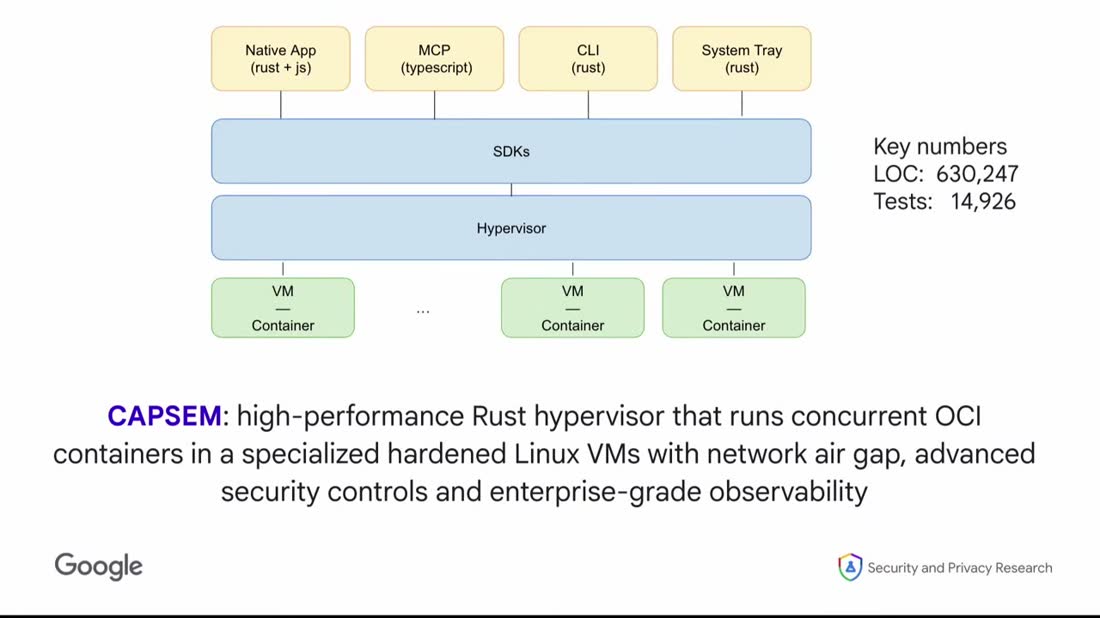 Native App
(rust + js)
MCP
(typescript)
CLI
(rust)
System Tray
(rust)
SDKs
Hypervisor
VM
—
Container
...
VM
—
Container
VM
—
Container
Key numbers
LOC: 630,247
Tests: 14,926
CAPSEM: high-performance Rust hypervisor that runs concurrent OCI
containers in a specialized hardened Linux VMs with network air gap, advanced
security controls and enterprise-grade observability
Google
Security and Privacy Research